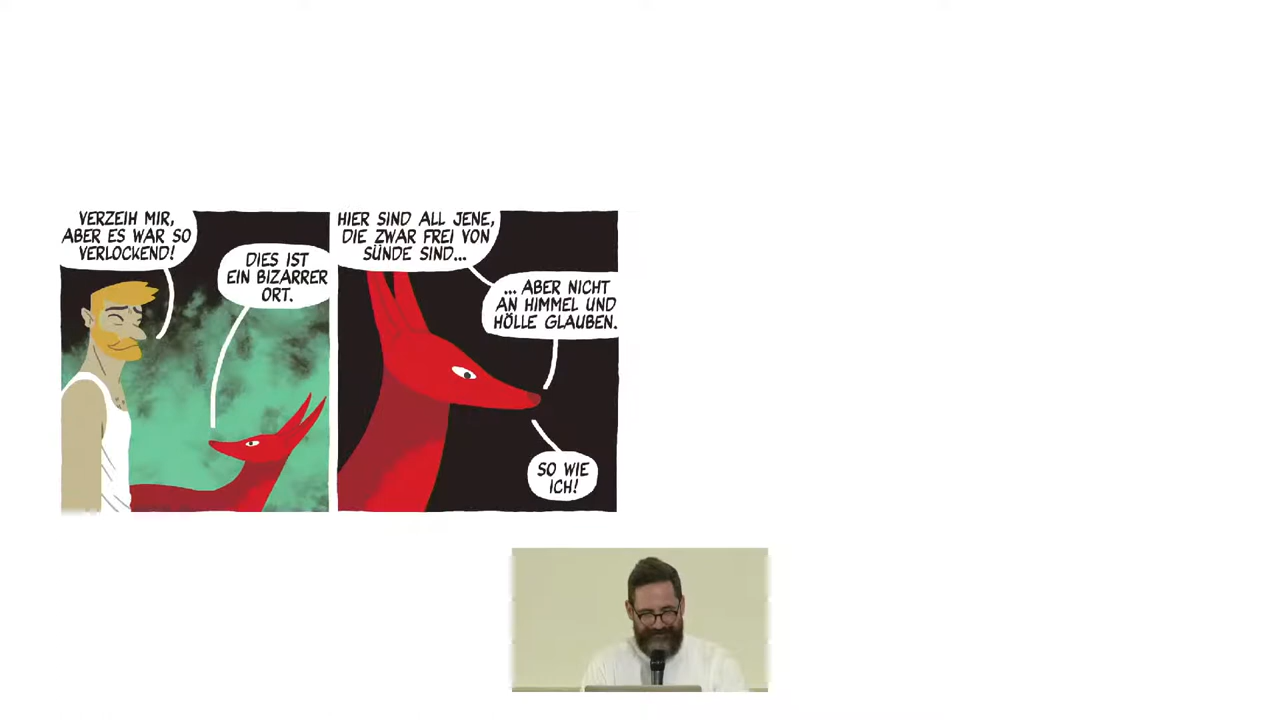 VERZEIH MIR,
ABER ES WAR SO
VERLOCKEND!
DIES IST
EIN BIZARRER
ORT.
HIER SIND ALL JENE,
DIE ZWAR FREI VON
SÜNDE SIND...
... ABER NICHT
AN HIMMEL UND
HÖLLE GLAUBEN.
SO WIE
ICH!